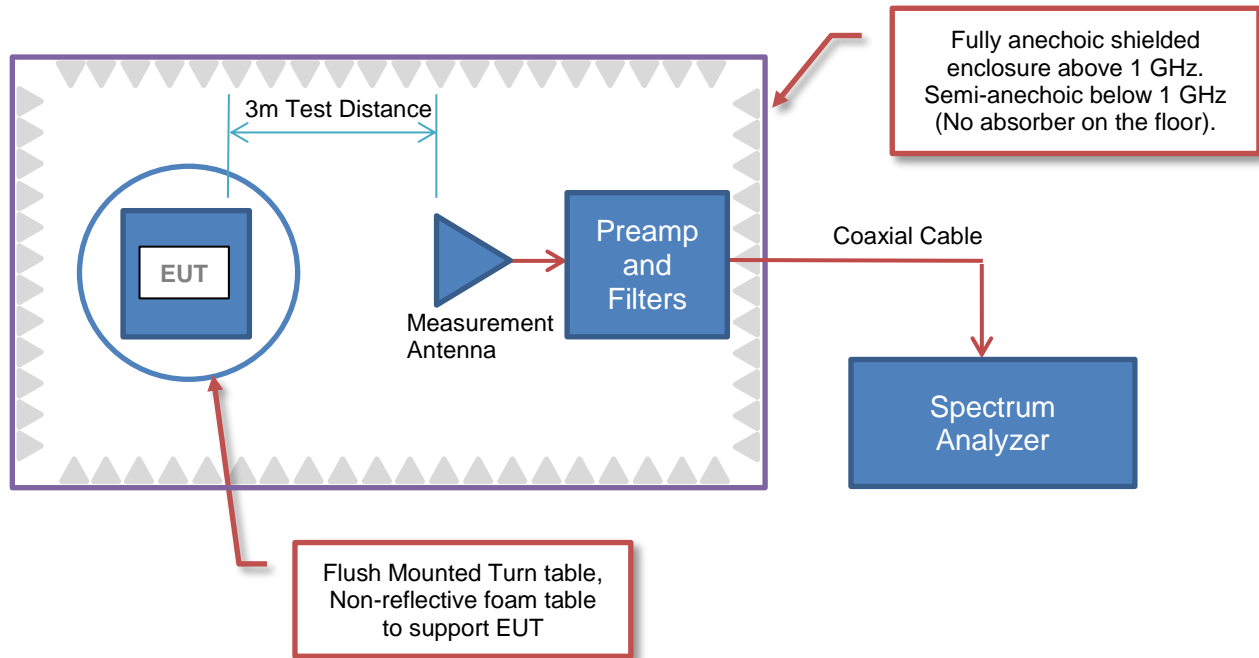 Fully anechoic shielded
enclosure above 1 GHz.
Semi-anechoic below 1 GHz
(No absorber on the floor).
3m Test Distance
EUT
Measurement
Antenna
Preamp
and
Filters
Coaxial Cable
Spectrum
Analyzer
Flush Mounted Turn table,
Non-reflective foam table
to support EUT